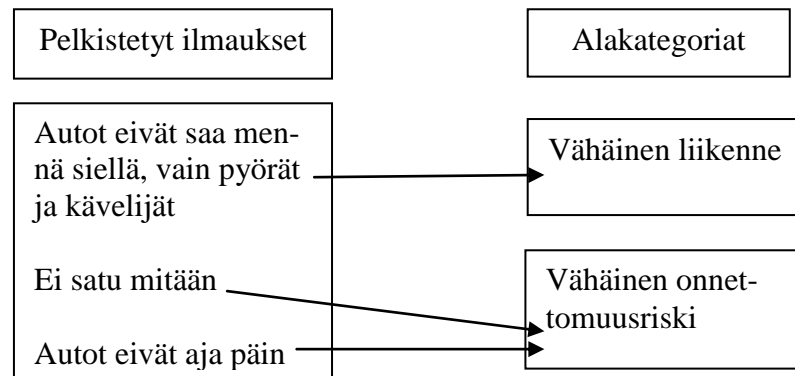 Pelkistetyt ilmaukset
Alakategoriat
Autot eivät saa men-
nä siellä, vain pyörät
ja kävelijät
Ei satu mitään
Autot eivät aja päin
Vähäinen liikenne
Vähäinen onnet-
tomuusriski